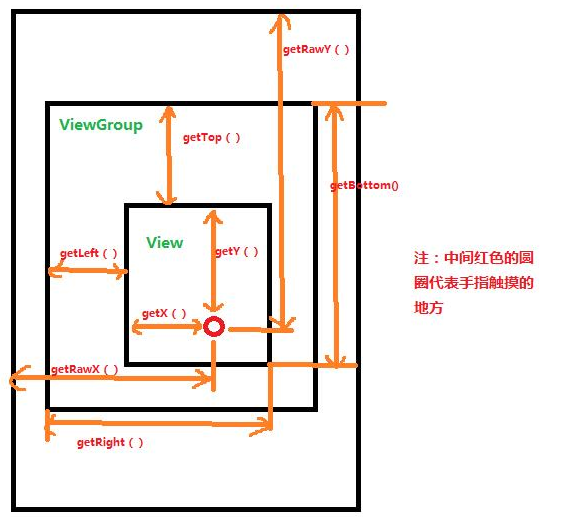 getRawY ( )
ViewGroup
getTop ( )
getBottom()
View
getLeft ( )
getY ( )
注：中间红色的圆
圈代表手指触摸的
地方
getX ( )
getRawX ( )
getRight ( )